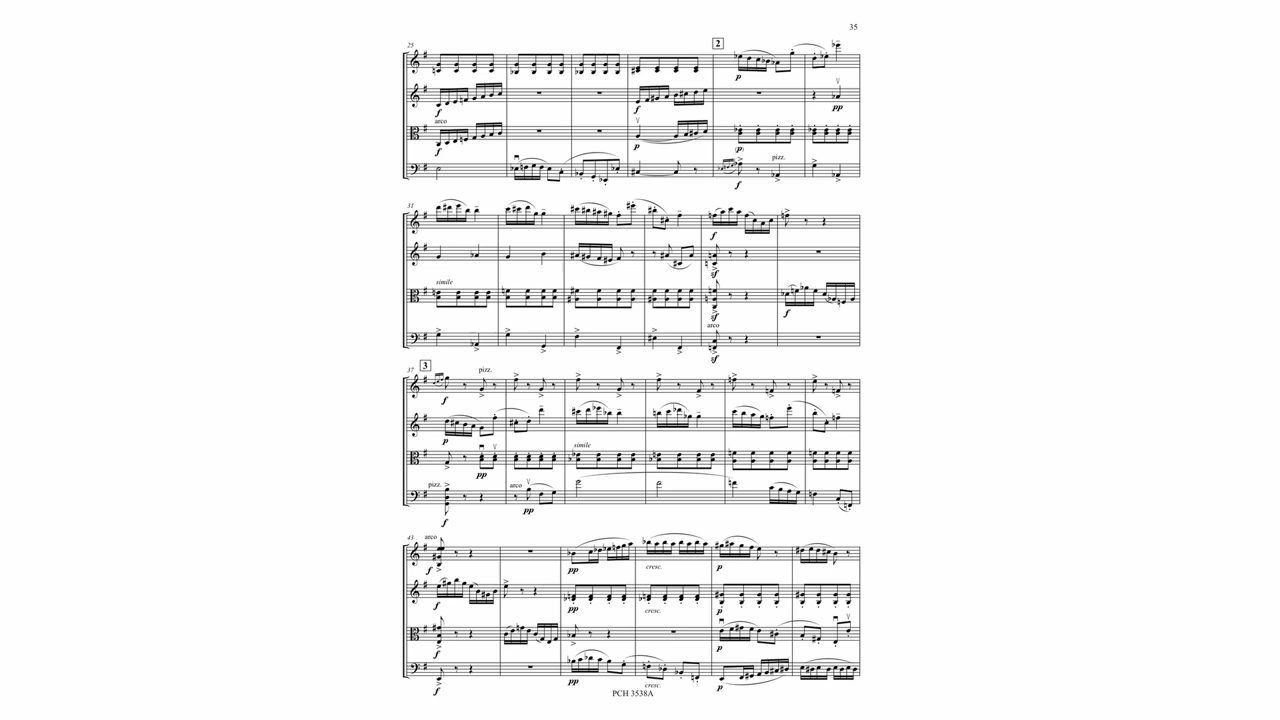 35
25
2
p
f
f
pp
arco
f
p
(p)
pizz.
f
31
f
simile
sf
sf
f
arco
sf
3
37
pizz.
f
p
simile
pp
pizz.
arco
f
pp
43
arco
f
pp
cresc.
p
f
pp
cresc.
p
f
p
f
pp
cresc.
p
PCH 3538A